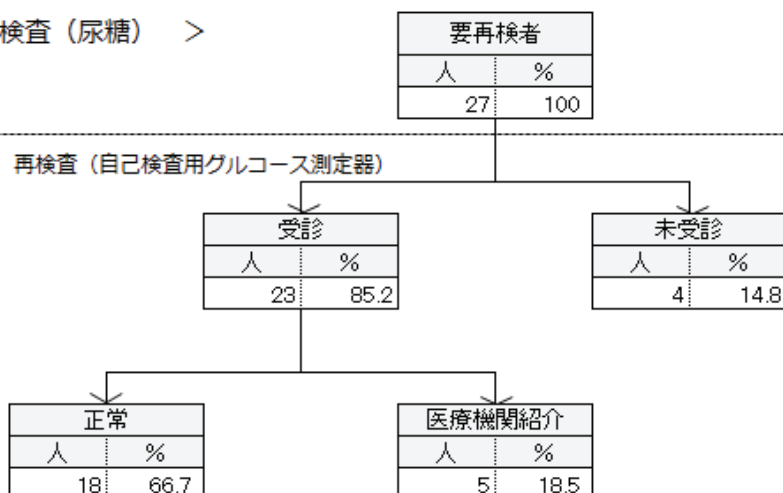 検査（尿糖） ＞
要再検者
人 %
27 100
再検査（自己検査用グルコース測定器）
受診 未受診
人 % 人 %
23 85.2 4 14.8
正常 医療機関紹介
人 % 人 %
18 66.7 5 18.5